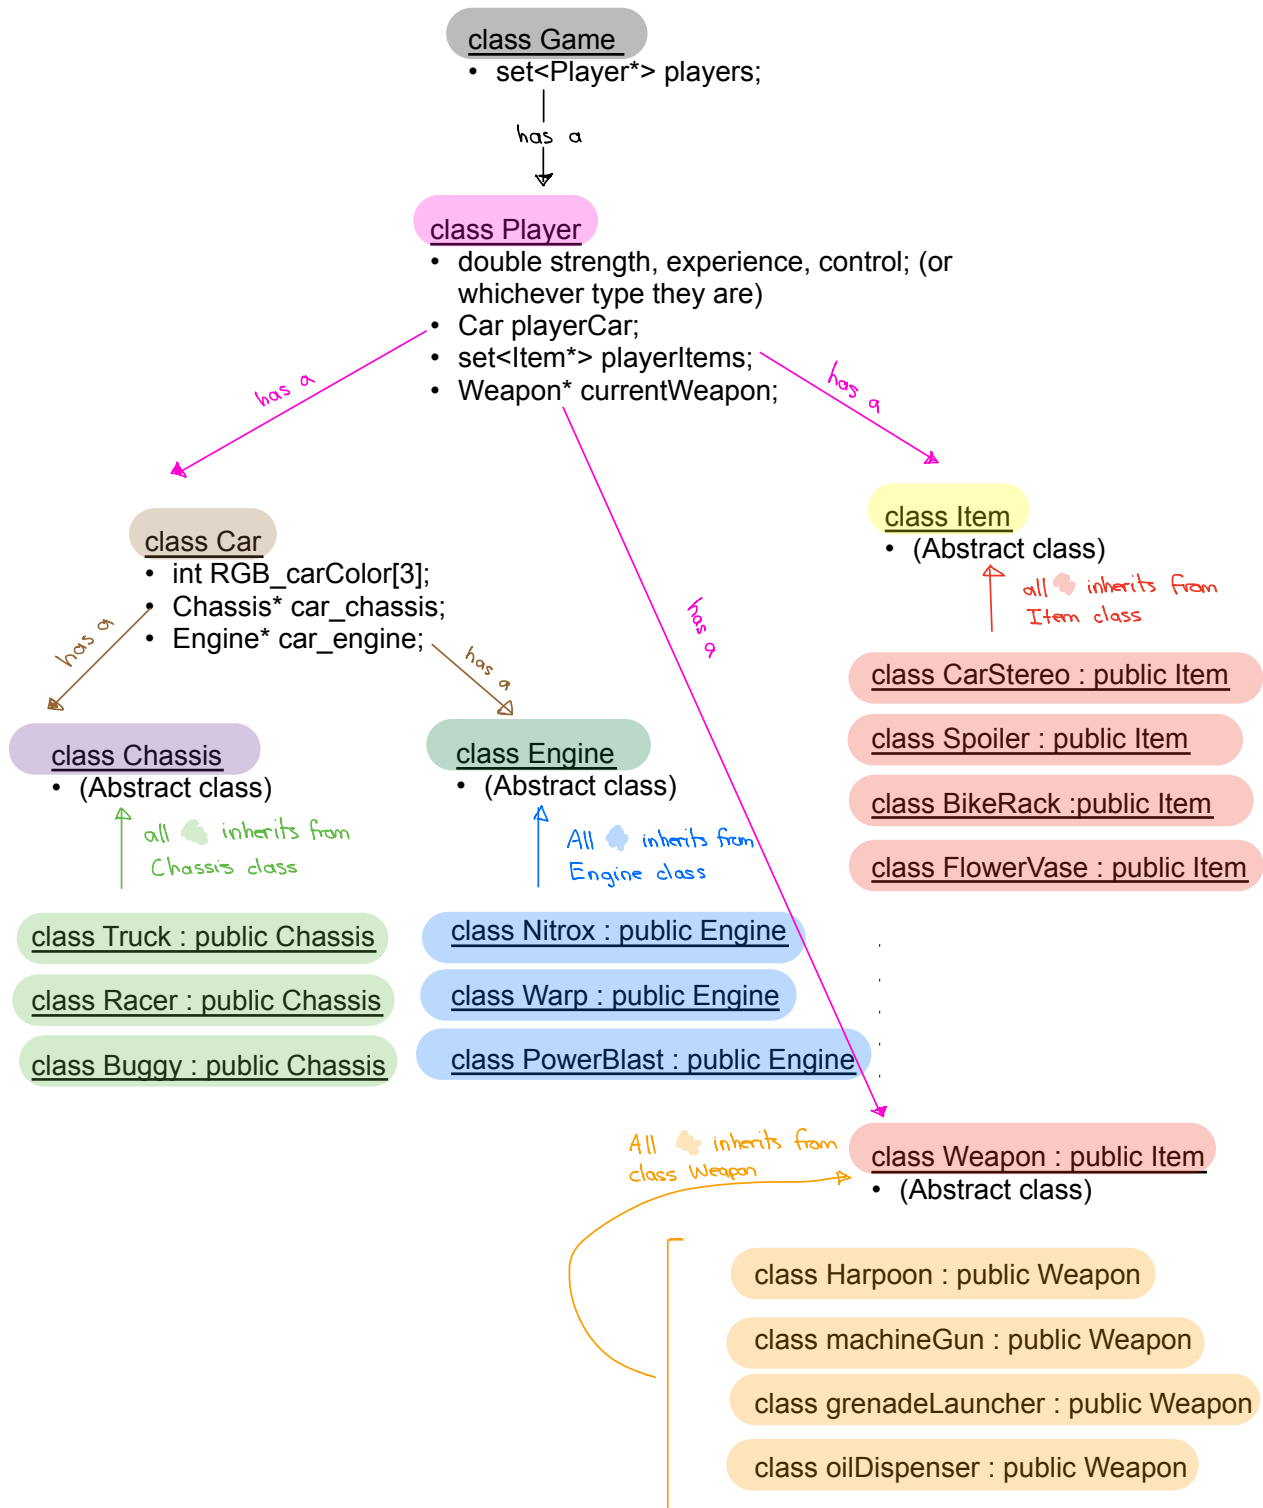 class Game
• set<Player*> players;
has a
class Player
• double strength, experience, control; (or
whichever type they are)
• Car playerCar;
• set<Item*> playerItems;
• Weapon* currentWeapon;
has a
has a
has a
class Car
• int RGB_carColor[3];
• Chassis* car_chassis;
• Engine* car_engine;
has a
has a
class Item
• (Abstract class)
all inherits from
Item class
class CarStereo : public Item
class Spoiler : public Item
class BikeRack :public Item
class FlowerVase : public Item
class Chassis
• (Abstract class)
all inherits from
Chassis class
class Truck : public Chassis
class Racer : public Chassis
class Buggy : public Chassis
class Engine
• (Abstract class)
All inherits from
Engine class
class Nitrox : public Engine
class Warp : public Engine
class PowerBlast : public Engine
All inherits from
class Weapon
class Weapon : public Item
• (Abstract class)
class Harpoon : public Weapon
class machineGun : public Weapon
class grenadeLauncher : public Weapon
class oilDispenser : public Weapon